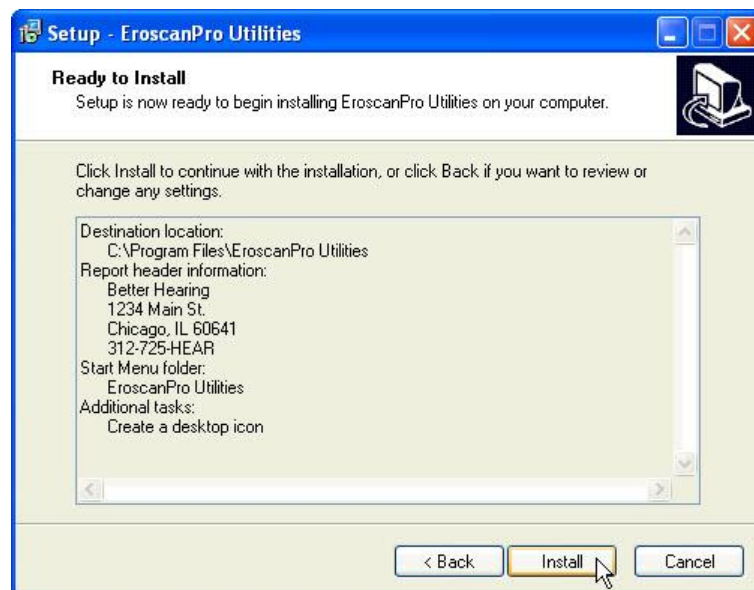 Setup - EroscanPro Utilities
Ready to Install
Setup is now ready to begin installing EroscanPro Utilities on your computer.
Click Install to continue with the installation, or click Back if you want to review or
change any settings.
Destination location:
C:\Program Files\EroscanPro Utilities
Report header information:
Better Hearing
1234 Main St.
Chicago, IL 60641
312-725-HEAR
Start Menu folder:
EroscanPro Utilities
Additional tasks:
Create a desktop icon
< Back Install Cancel